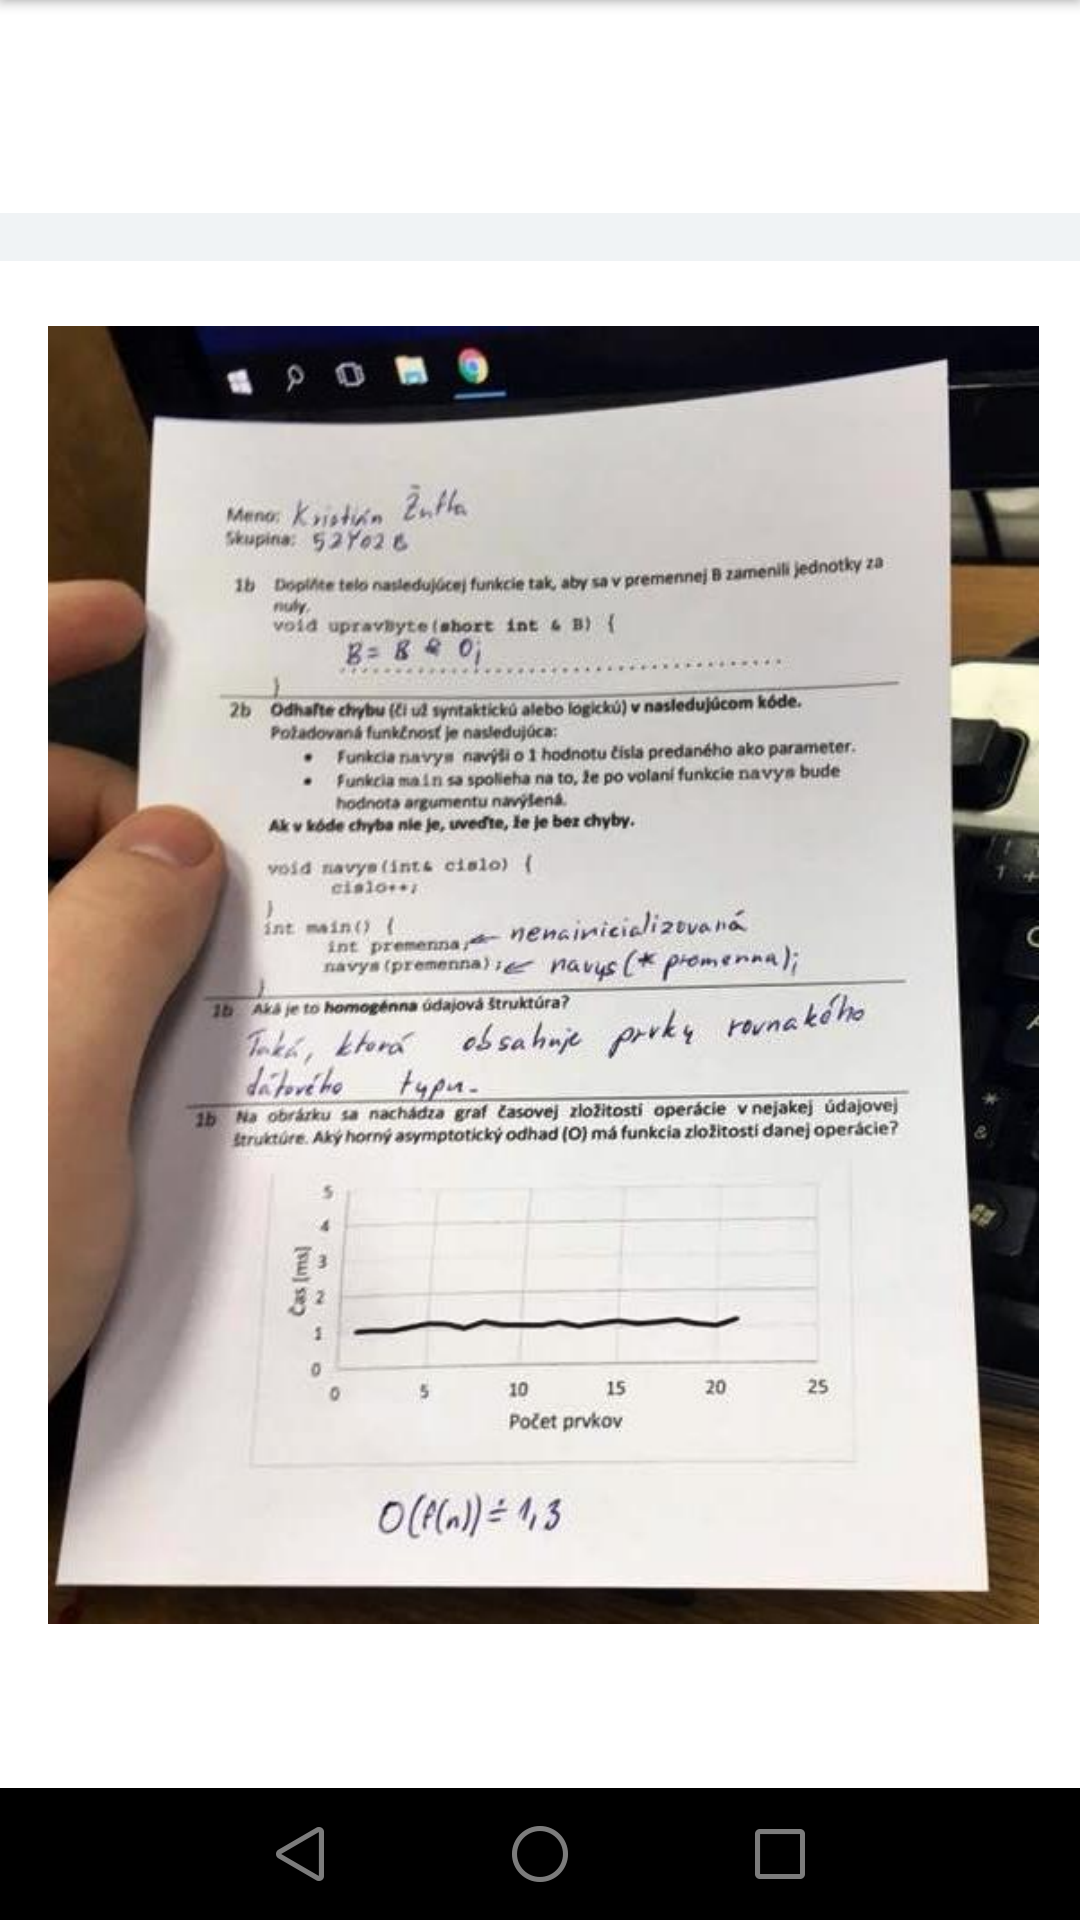 Meno: Kristián
Skupina: 52Y02B
1b Doplňte telo nasledujúcej funkcie tak, aby sa v premennej B zamenili jednotky za
nuly.
void upravByte(short int & B) {
B = B & 0;
}
2b Odhaľte chybu (či už syntaktickú alebo logickú) v nasledujúcom kóde.
Požadovaná funkčnosť je nasledujúca:
• Funkcia navys navýši o 1 hodnotu čísla predaného ako parameter.
• Funkcia main sa spolieha na to, že po volaní funkcie navys bude
hodnota argumentu navýšená.
Ak v kóde chyba nie je, uveďte, že je bez chyby.
void navys(int& cislo) {
cislo++;
}
int main() {
int premenna; ← nenainicializovaná
navys(premenna); ← navys(* premenna);
}
1b Aká je to homogénna údajová štruktúra?
Taká, ktorá obsahuje prvky rovnakého
dátového typu.
1b Na obrázku sa nachádza graf časovej zložitosti operácie v nejakej údajovej
štruktúre. Aký horný asymptotický odhad (O) má funkcia zložitosti danej operácie?
5
4
3
2
1
0
Čas [ms]
0 5 10 15 20 25
Počet prvkov
O(f(n)) ≐ 1,3